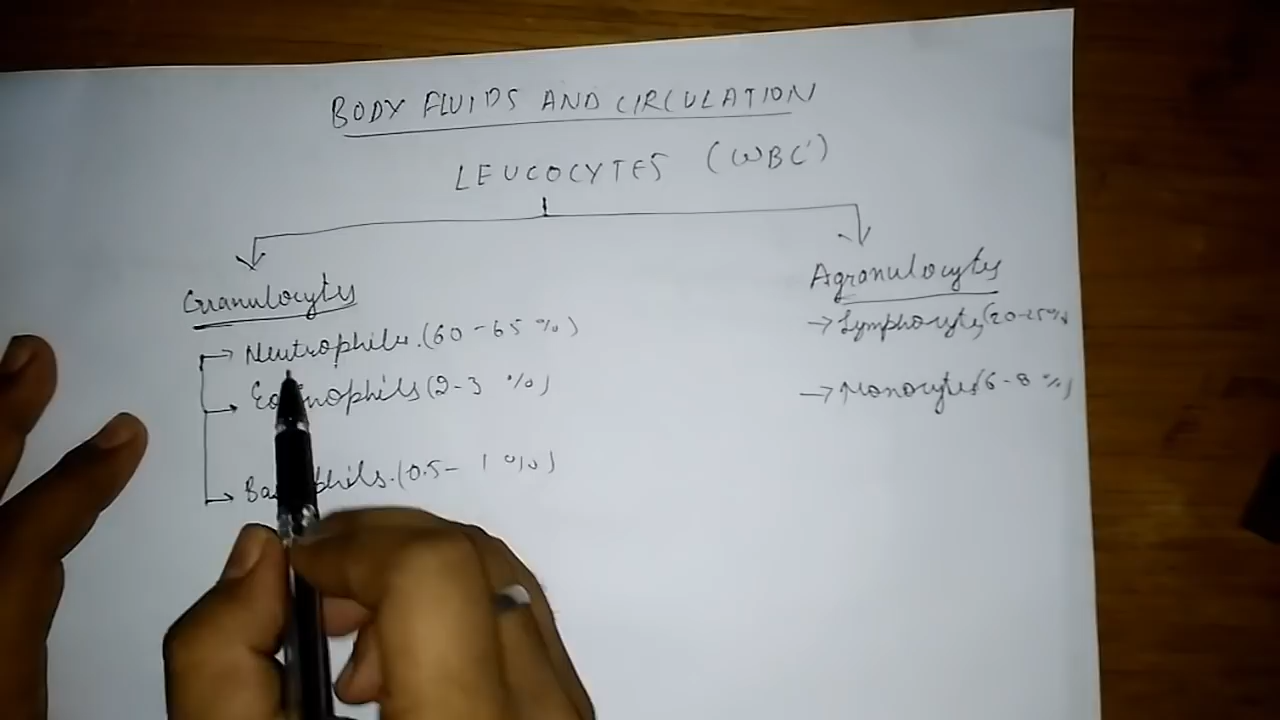 BODY FLUIDS AND CIRCULATION
LEUCOCYTES (WBC)
Granulocytes
Agranulocytes
→ Neutrophils. (60-65%)
→ (2-3 %)
→ (0.5- 1 %)
→ Lymphocytes (20-25%)
→ Monocytes (6-8 %)